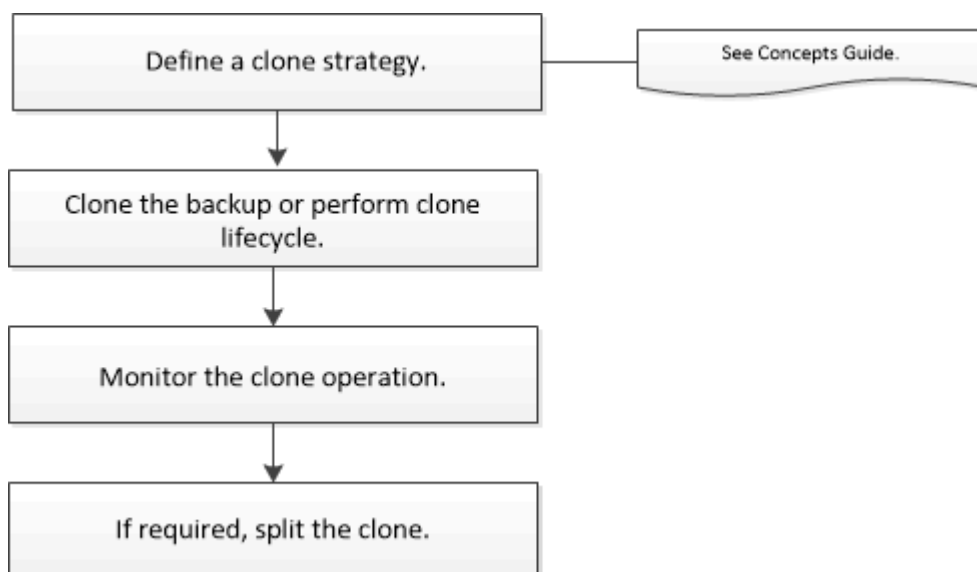 Define a clone strategy.
See Concepts Guide.
Clone the backup or perform clone
lifecycle.
Monitor the clone operation.
If required, split the clone.